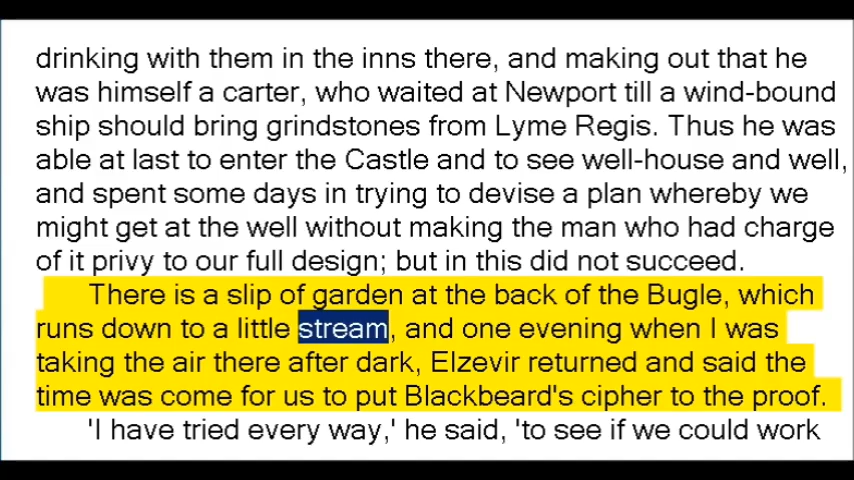 drinking with them in the inns there, and making out that he
was himself a carter, who waited at Newport till a wind-bound
ship should bring grindstones from Lyme Regis. Thus he was
able at last to enter the Castle and to see well-house and well,
and spent some days in trying to devise a plan whereby we
might get at the well without making the man who had charge
of it privy to our full design; but in this did not succeed.
There is a slip of garden at the back of the Bugle, which
runs down to a little stream, and one evening when I was
taking the air there after dark, Elzevir returned and said the
time was come for us to put Blackbeard's cipher to the proof.
'I have tried every way,' he said, 'to see if we could work